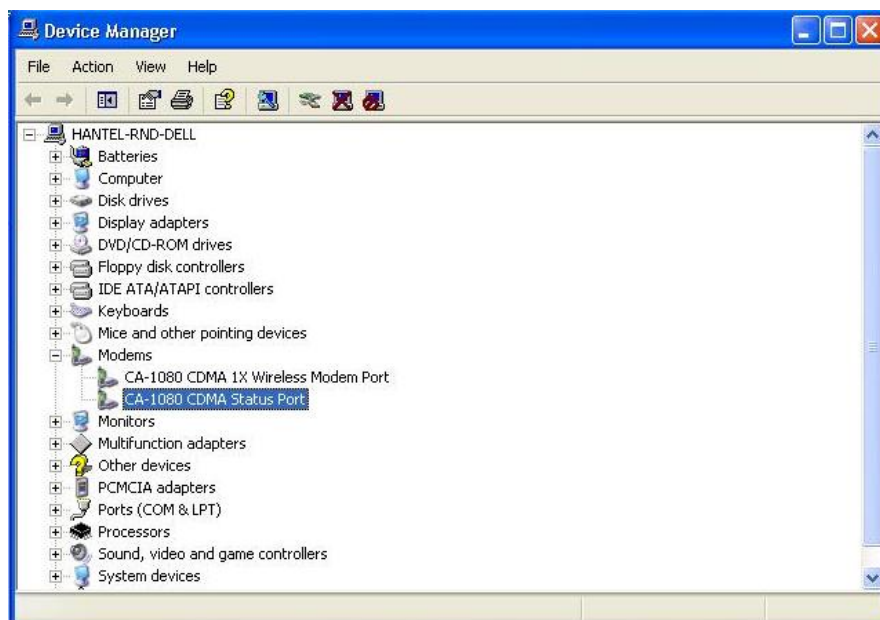 Device Manager
File Action View Help
HANTEL-RND-DELL
Batteries
Computer
Disk drives
Display adapters
DVD/CD-ROM drives
Floppy disk controllers
IDE ATA/ATAPI controllers
Keyboards
Mice and other pointing devices
Modems
CA-1080 CDMA 1X Wireless Modem Port
CA-1080 CDMA Status Port
Monitors
Multifunction adapters
Other devices
PCMCIA adapters
Ports (COM & LPT)
Processors
Sound, video and game controllers
System devices